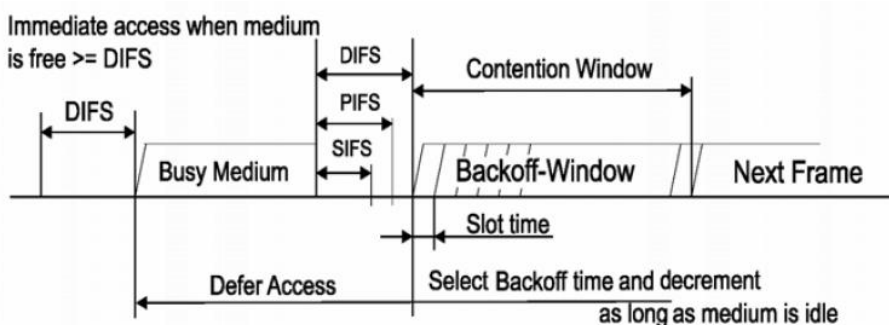 Immediate access when medium
is free >= DIFS
DIFS
DIFS
PIFS
SIFS
Contention Window
Busy Medium
Backoff-Window
Next Frame
Slot time
Defer Access
Select Backoff time and decrement
as long as medium is idle